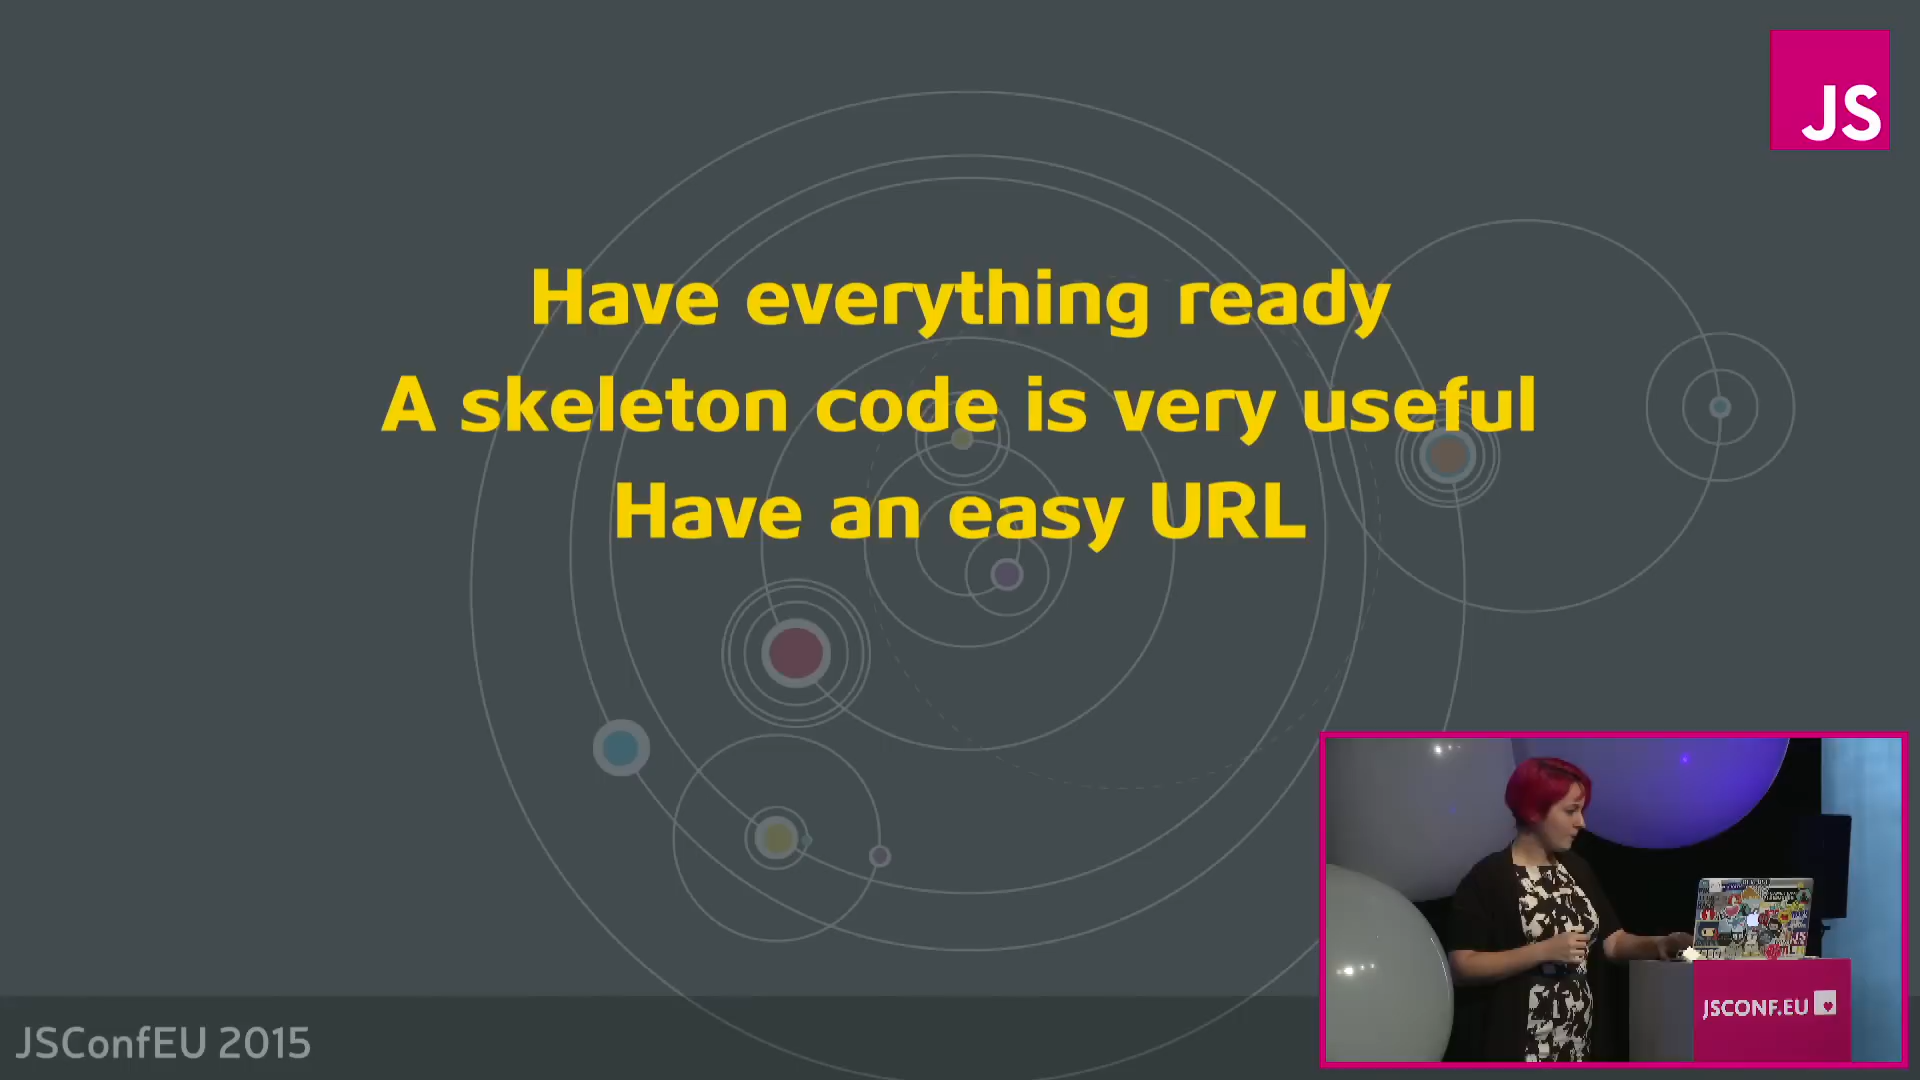 JS
Have everything ready
A skeleton code is very useful
Have an easy URL
JSConfEU 2015
JSCONF.EU